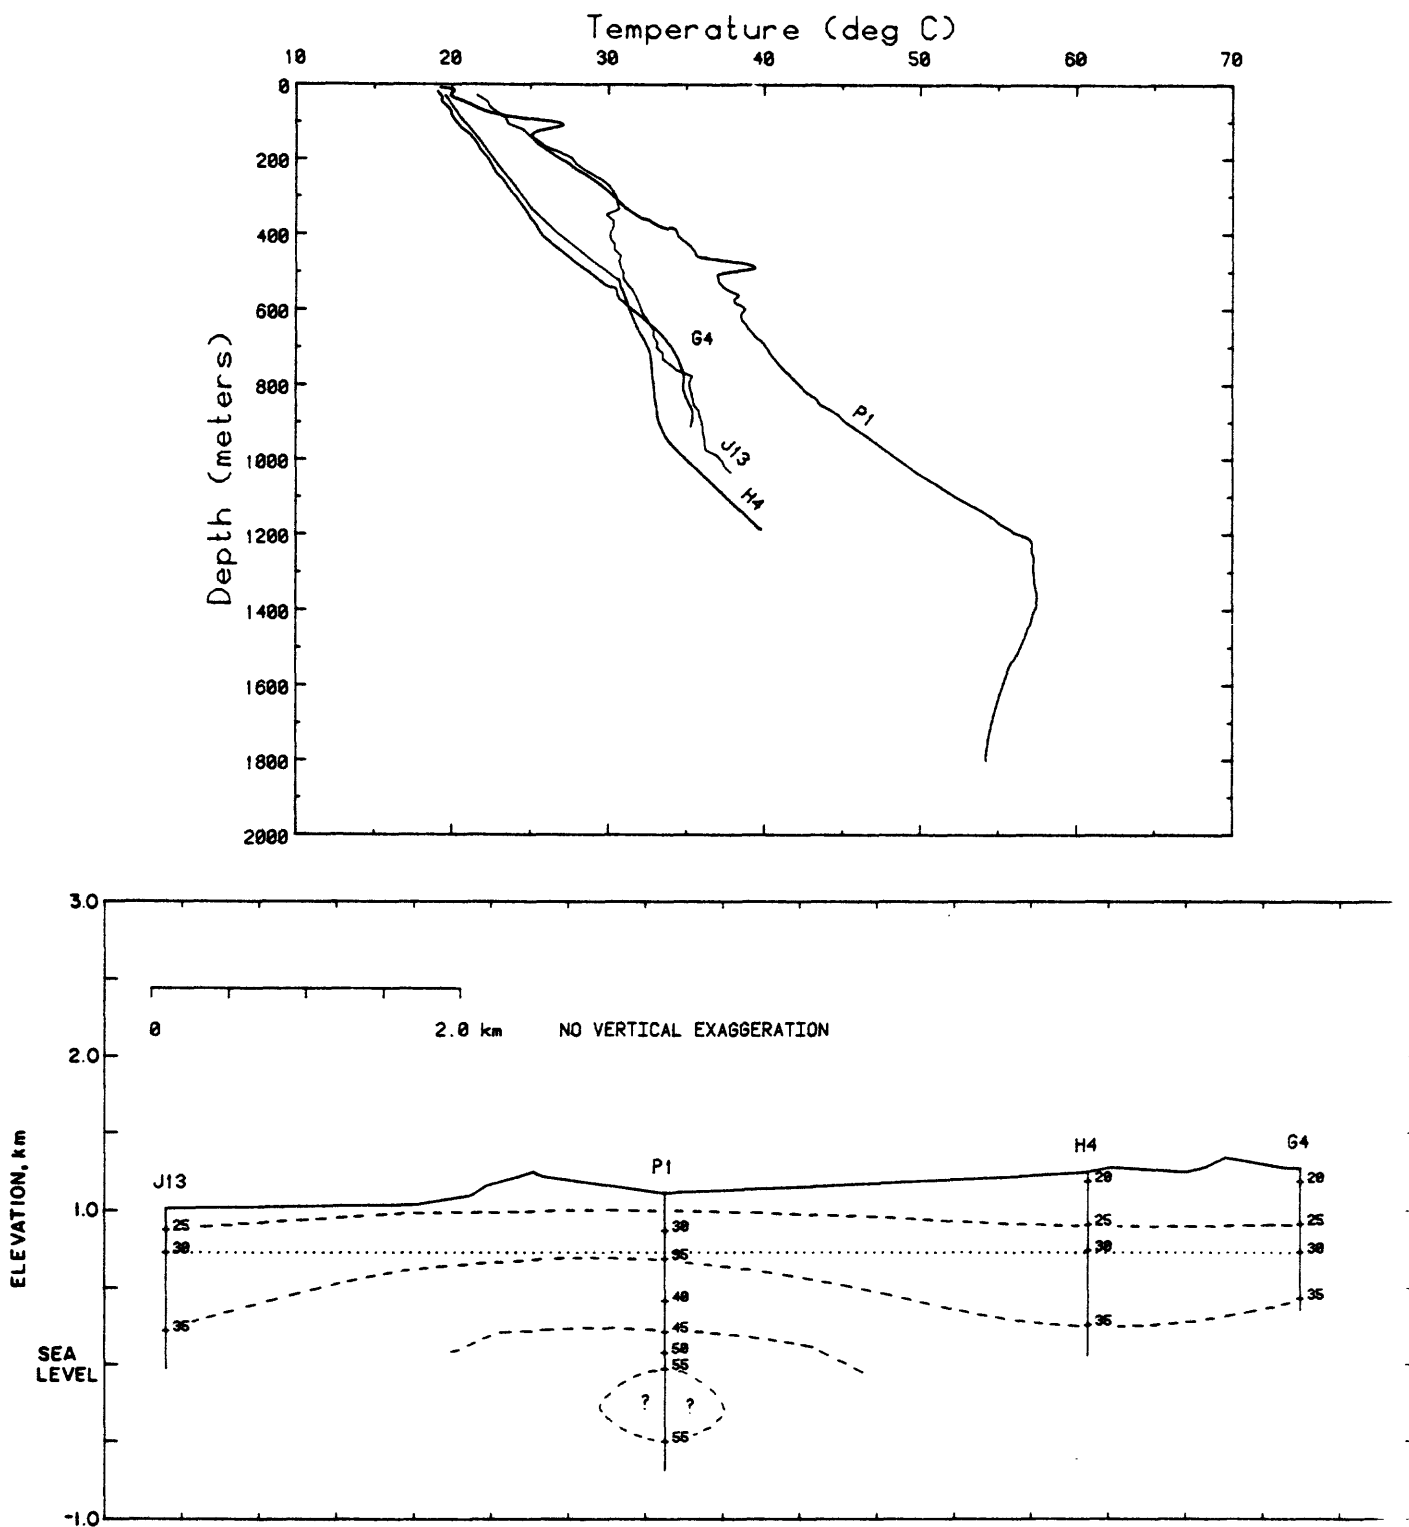 Temperature (deg C)
10 20 30 40 50 60 70
0
200
400
600
800
1000
1200
1400
1600
1800
2000
Depth (meters)
G4
P1
J13
H4
3.0
2.0
1.0
SEA
LEVEL
-1.0
ELEVATION, km
0 2.0 km NO VERTICAL EXAGGERATION
J13
P1
H4
G4
25
30
35
30
35
40
45
50
55
55
? ?
20
25
30
35
20
25
30
35